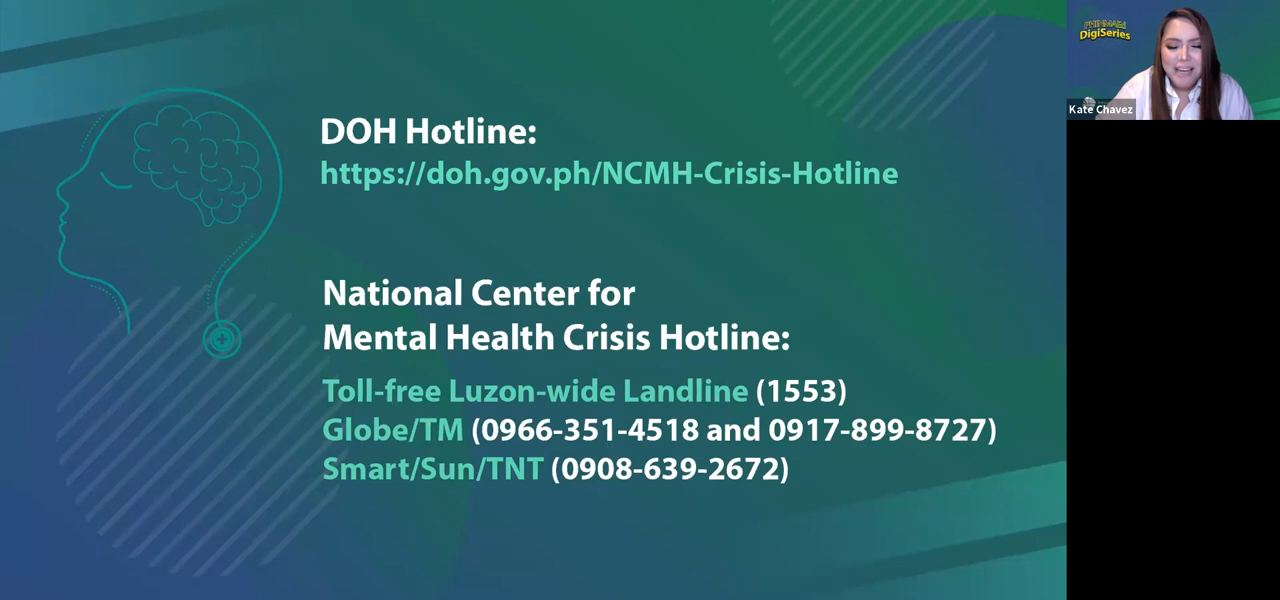 DOH Hotline:
https://doh.gov.ph/NCMH-Crisis-Hotline
National Center for
Mental Health Crisis Hotline:
Toll-free Luzon-wide Landline (1553)
Globe/TM (0966-351-4518 and 0917-899-8727)
Smart/Sun/TNT (0908-639-2672)
PHINMAEd
DigiSeries
Kate Chavez